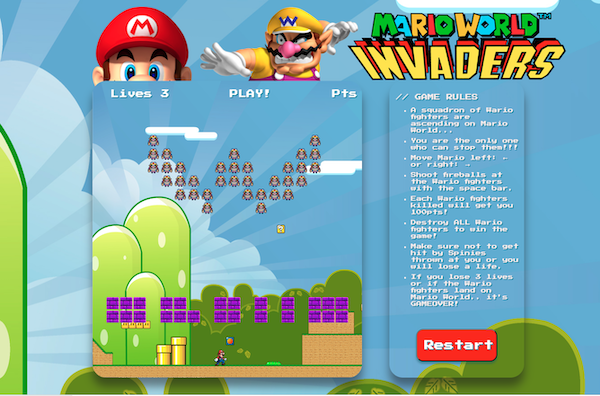 MARIO WORLD™
INVADERS
Lives 3 PLAY! Pts
// GAME RULES
• A squadron of Wario
fighters are
ascending on Mario
World...
• You are the only one
who can stop them!!!
• Move Mario left: ←
or right: →
• Shoot fireballs at
the Wario fighters
with the space bar.
• Each Wario fighters
killed will get you
100pts!
• Destroy ALL Wario
fighters to win the
game!
• Make sure not to get
hit by Spinies
thrown at you or you
will lose a life.
• If you lose 3 lives
or if the Wario
fighters land on
Mario World.. it's
GAMEOVER!
Restart